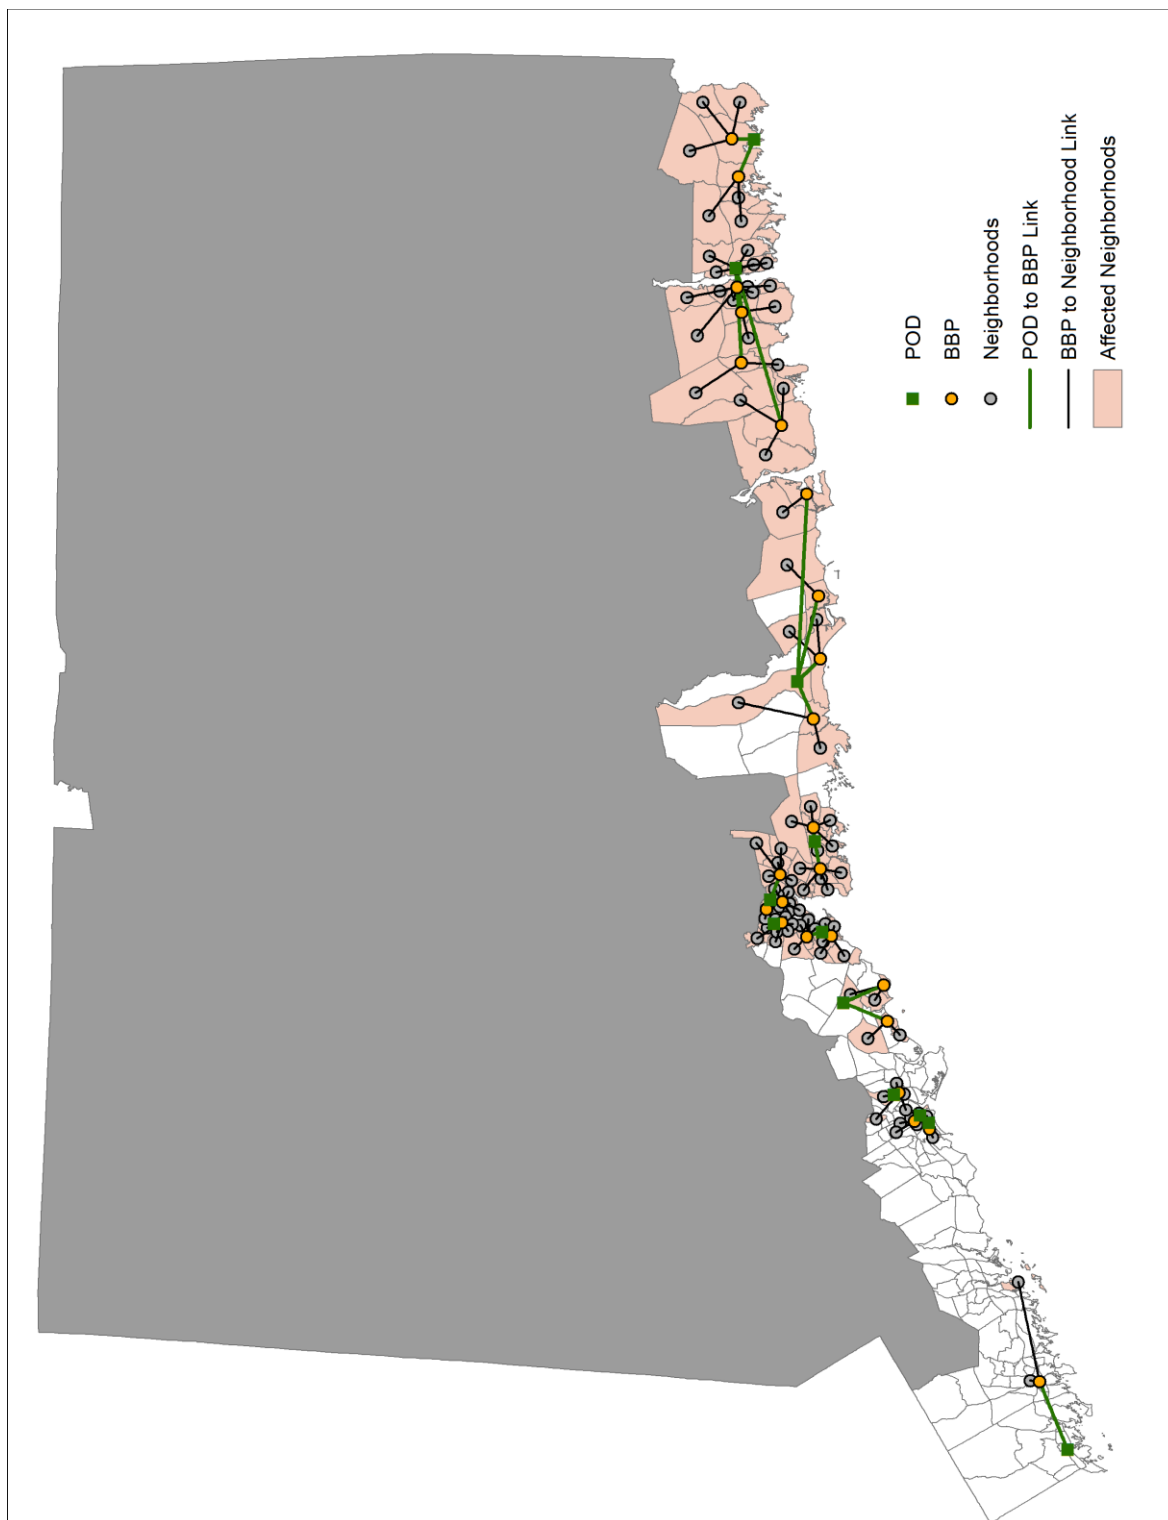 POD
BBP
Neighborhoods
POD to BBP Link
BBP to Neighborhood Link
Affected Neighborhoods